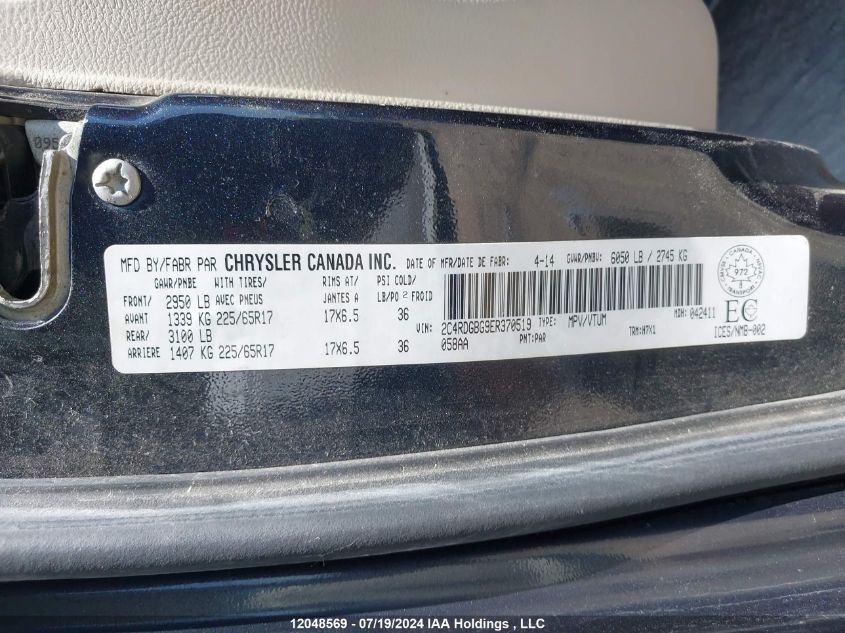 095
MFD BY/FABR PAR CHRYSLER CANADA INC. DATE OF MFR/DATE DE FABR: 4-14 GVWR/PNBV: 6050 LB / 2745 KG
GAWR/PNBE WITH TIRES/ RIMS AT/ PSI COLD/
FRONT/ 2950 LB AVEC PNEUS JANTES A LB/PO 2 FROID
AVANT 1339 KG 225/65R17 17X6.5 36
REAR/ 3100 LB
ARRIERE 1407 KG 225/65R17 17X6.5 36
MDH: 042411
VIN: 2C4RDGBG9ER370519 TYPE: MPV/VTUM TRM:H7X1
058AA PNT:PAR
CANADA
972
TRANSPORT
EC
ICES/NMB-002
12048569 - 07/19/2024 IAA Holdings , LLC